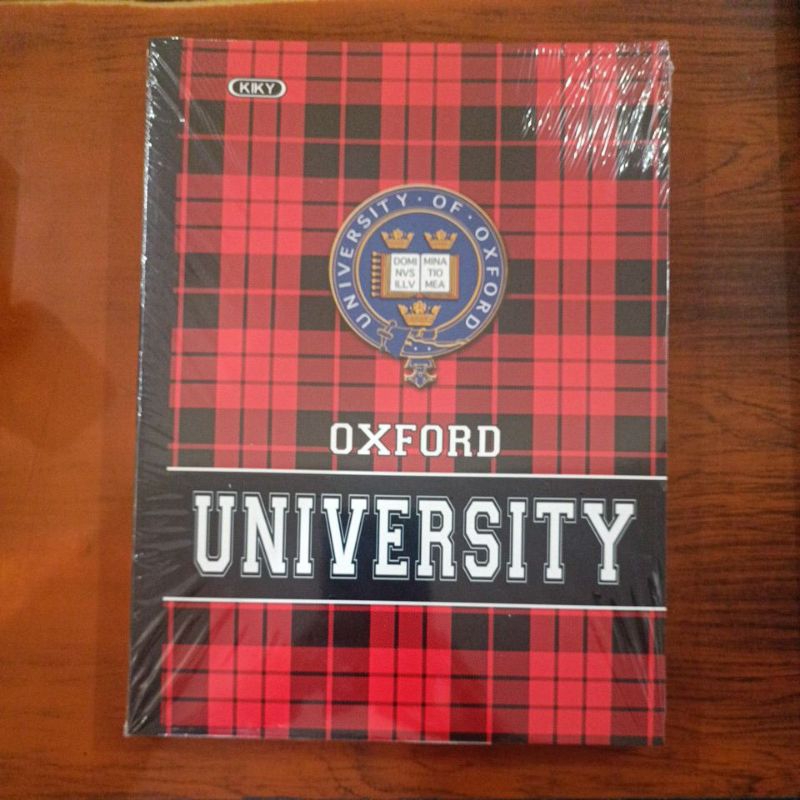 KIKY
UNIVERSITY · OF · OXFORD
DOMI MINA
NVS TIO
ILLV MEA
OXFORD
UNIVERSITY